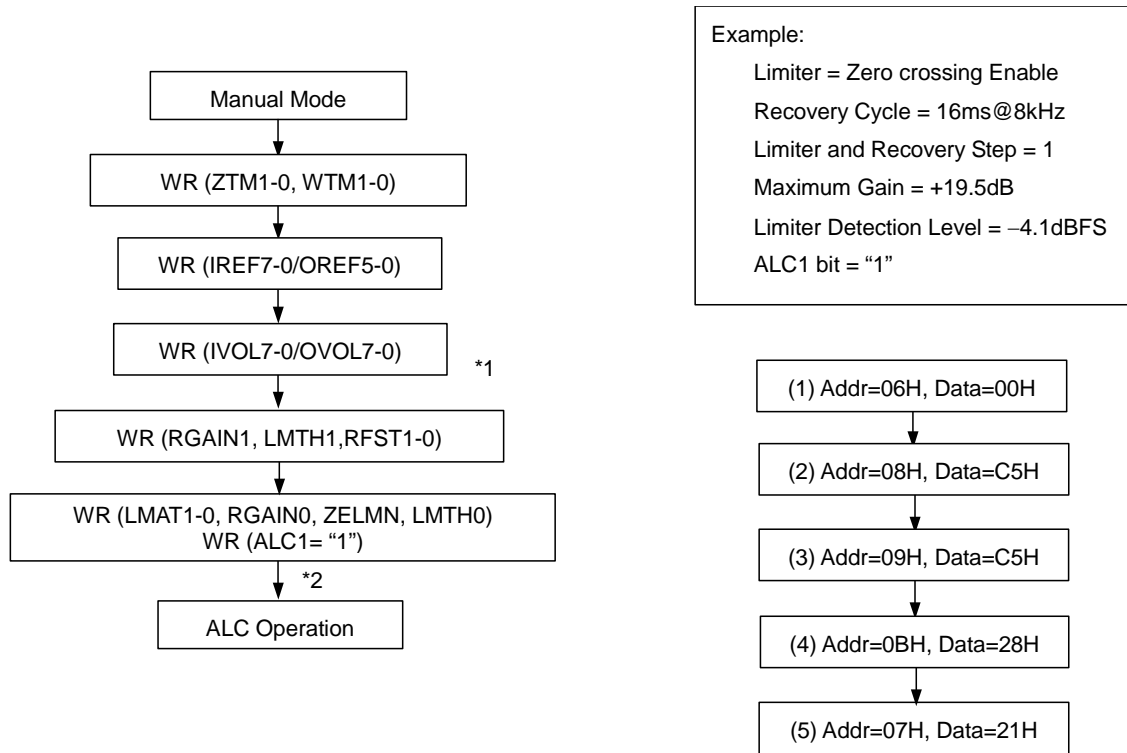 Manual Mode
WR (ZTM1-0, WTM1-0)
WR (IREF7-0/OREF5-0)
WR (IVOL7-0/OVOL7-0)
*1
WR (RGAIN1, LMTH1,RFST1-0)
WR (LMAT1-0, RGAIN0, ZELMN, LMTH0)
WR (ALC1= “1”)
*2
ALC Operation
Example:
Limiter = Zero crossing Enable
Recovery Cycle = 16ms@8kHz
Limiter and Recovery Step = 1
Maximum Gain = +19.5dB
Limiter Detection Level = −4.1dBFS
ALC1 bit = “1”
(1) Addr=06H, Data=00H
(2) Addr=08H, Data=C5H
(3) Addr=09H, Data=C5H
(4) Addr=0BH, Data=28H
(5) Addr=07H, Data=21H